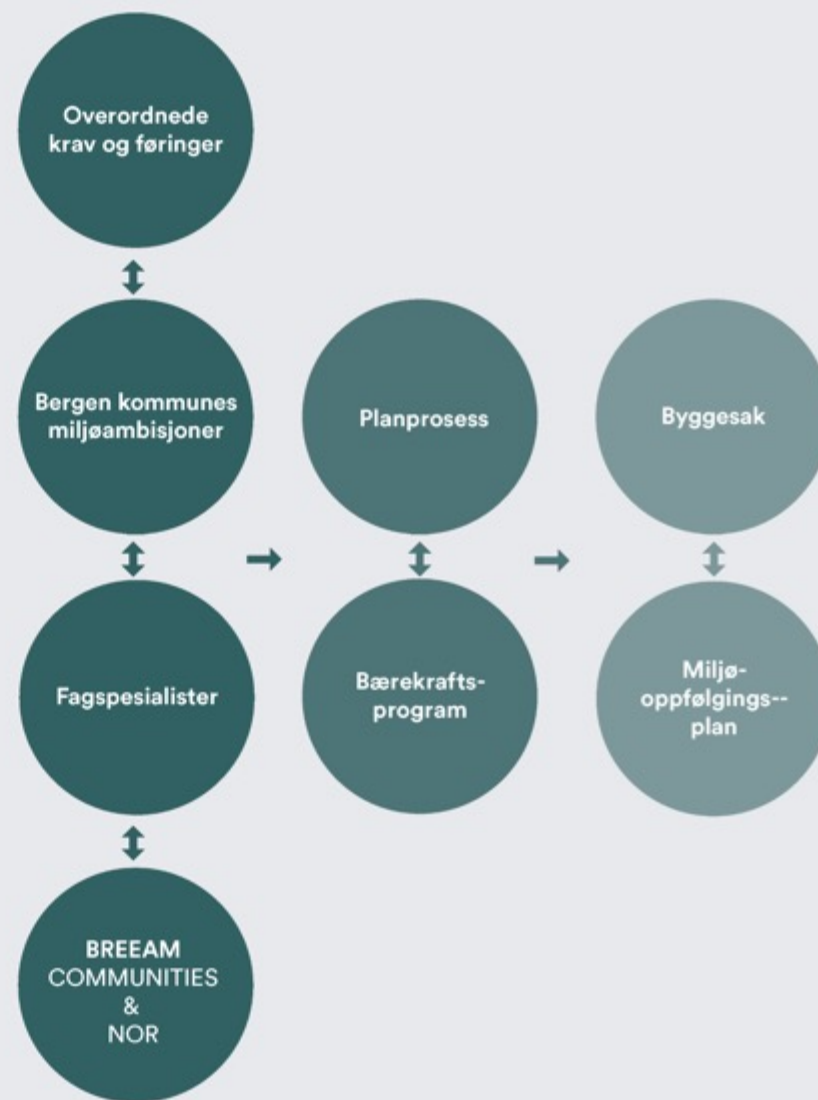 Overordnede
krav og føringer
Bergen kommunes
miljøambisjoner
Planprosess
Byggesak
Fagspesialister
Bærekrafts-
program
Miljø-
oppfølgings--
plan
BREEAM
COMMUNITIES
&
NOR